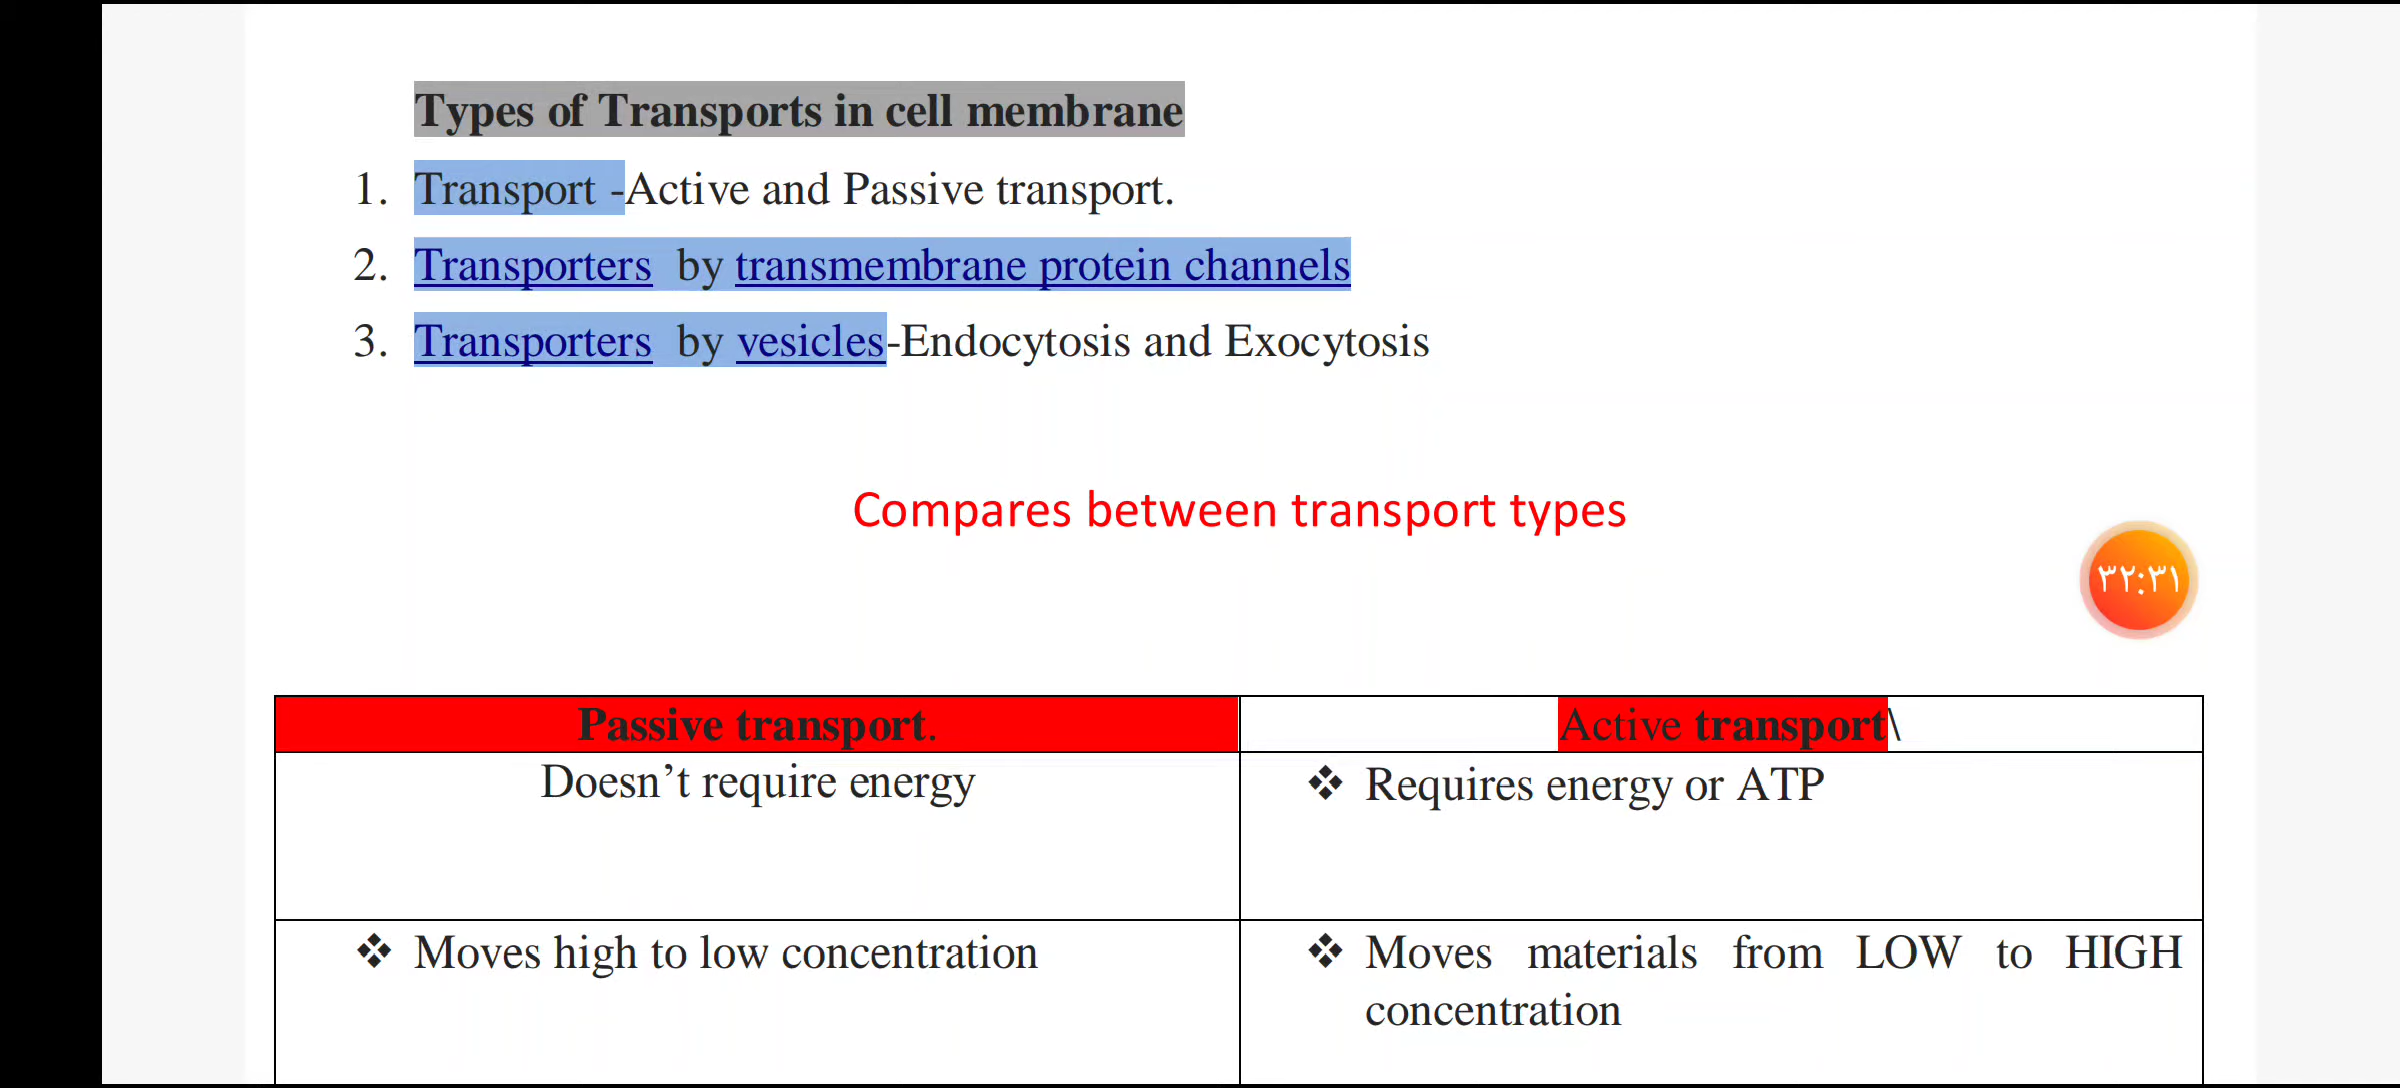 Types of Transports in cell membrane
1. Transport -Active and Passive transport.
2. Transporters by transmembrane protein channels
3. Transporters by vesicles-Endocytosis and Exocytosis
Compares between transport types
٣٢:٣١
Passive transport.
Active transport\
Doesn’t require energy
❖ Requires energy or ATP
❖ Moves high to low concentration
❖ Moves materials from LOW to HIGH
concentration